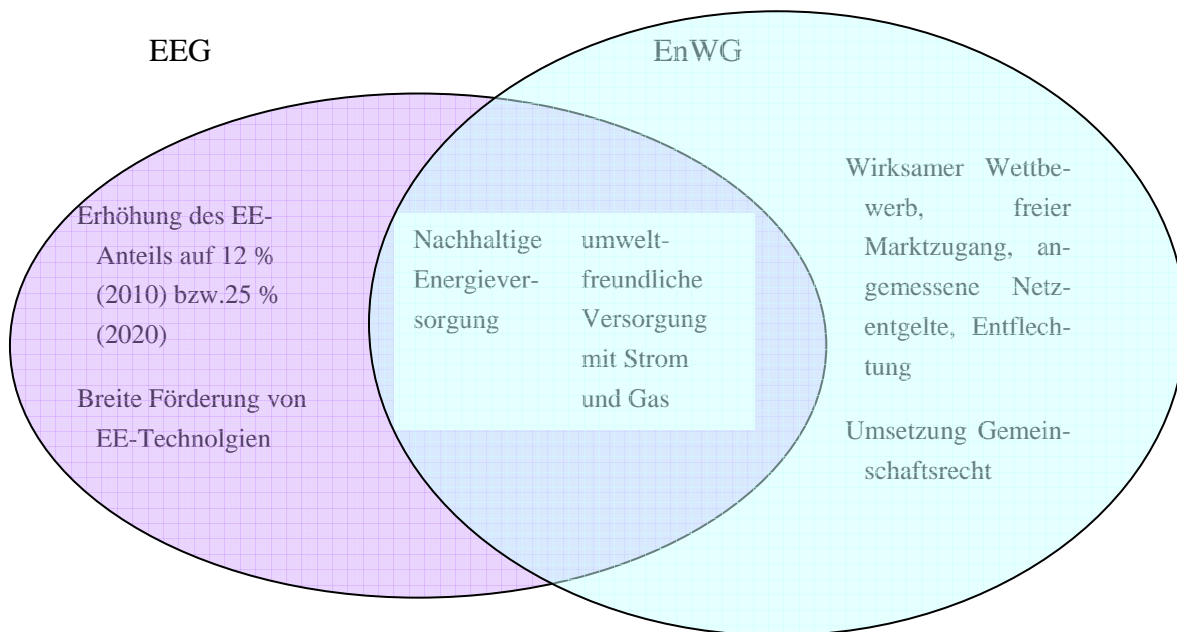 EEG
EnWG
Erhöhung des EE-
Anteils auf 12 %
(2010) bzw.25 %
(2020)
Breite Förderung von
EE-Technolgien
Nachhaltige
Energiever-
sorgung
umwelt-
freundliche
Versorgung
mit Strom
und Gas
Wirksamer Wettbe-
werb, freier
Marktzugang, an-
gemessene Netz-
entgelte, Entflech-
tung
Umsetzung Gemein-
schaftsrecht